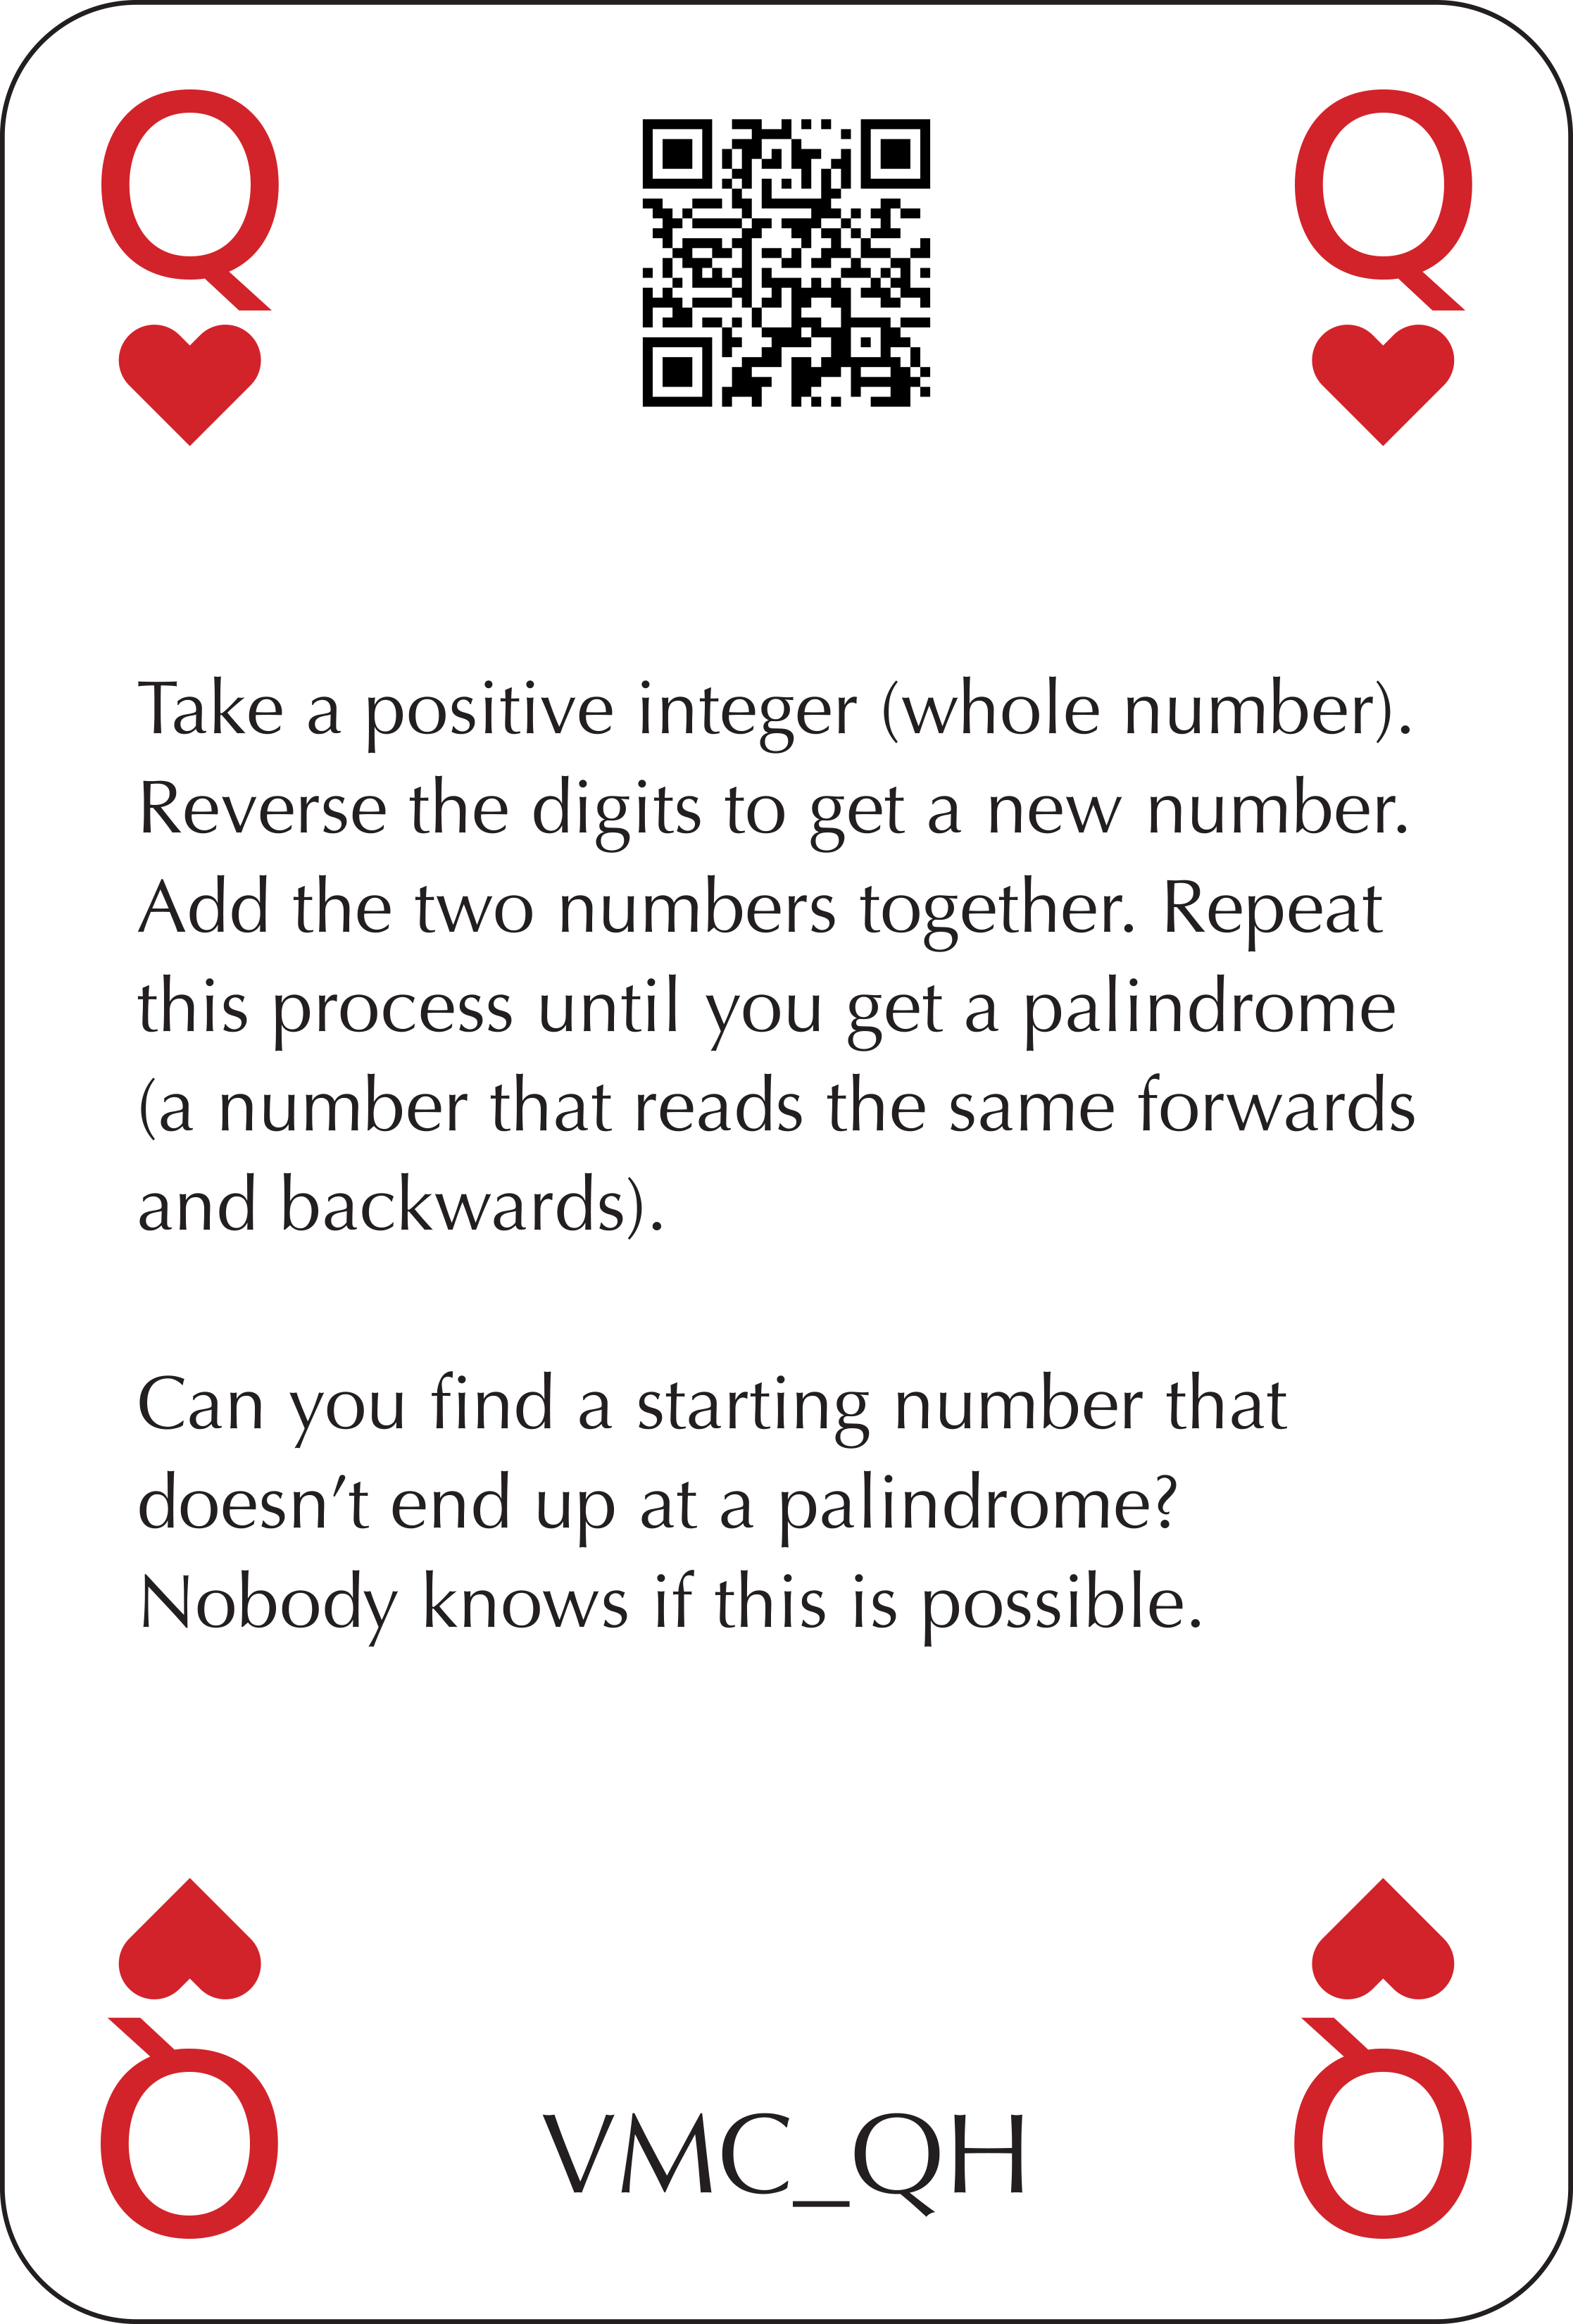 Q Q
Take a positive integer (whole number).
Reverse the digits to get a new number.
Add the two numbers together. Repeat
this process until you get a palindrome
(a number that reads the same forwards
and backwards).
Can you find a starting number that
doesn’t end up at a palindrome?
Nobody knows if this is possible.
Q VMC_QH Q